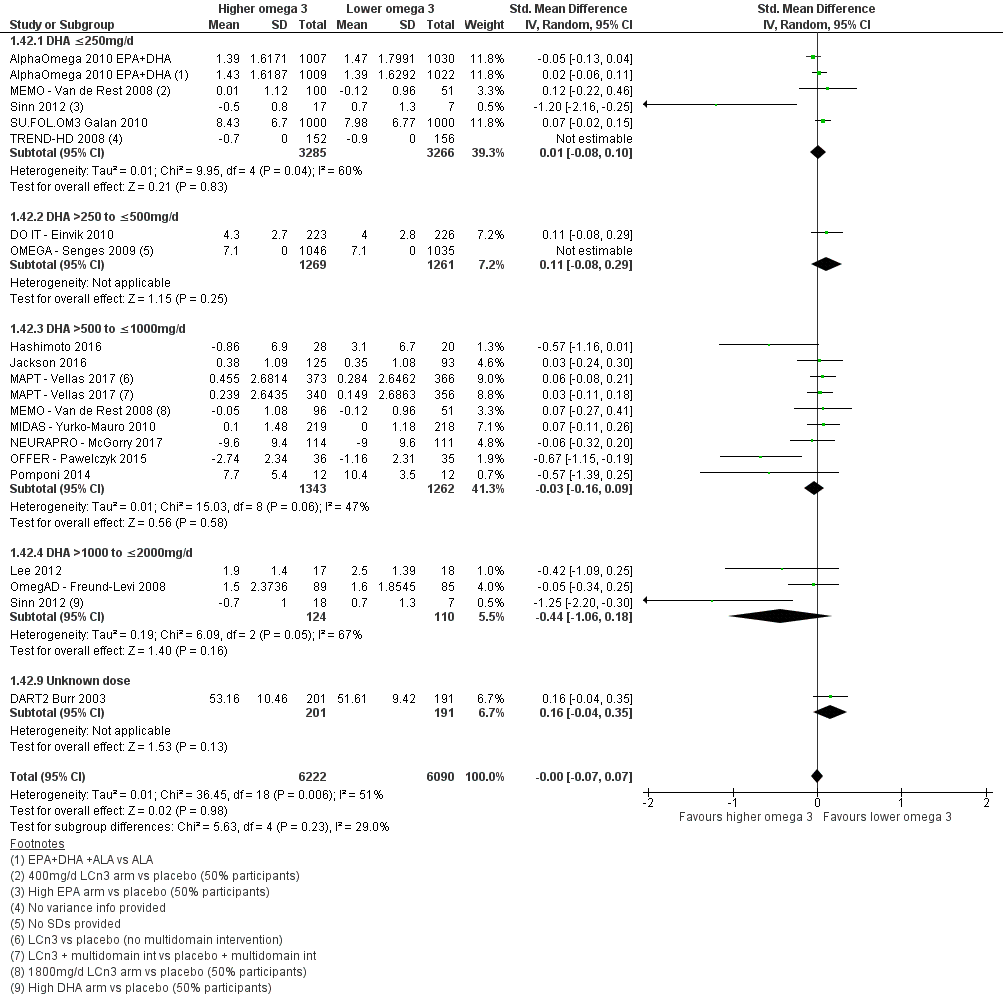 Higher omega 3 Lower omega 3 Std. Mean Difference Std. Mean Difference
Study or Subgroup Mean SD Total Mean SD Total Weight IV, Random, 95% CI IV, Random, 95% CI
1.42.1 DHA ≤250mg/d
AlphaOmega 2010 EPA+DHA 1.39 1.6171 1007 1.47 1.7991 1030 11.8% -0.05 [-0.13, 0.04]
AlphaOmega 2010 EPA+DHA (1) 1.43 1.6187 1009 1.39 1.6292 1022 11.8% 0.02 [-0.06, 0.11]
MEMO - Van de Rest 2008 (2) 0.01 1.12 100 -0.12 0.96 51 3.3% 0.12 [-0.22, 0.46]
Sinn 2012 (3) -0.5 0.8 17 0.7 1.3 7 0.5% -1.20 [-2.16, -0.25]
SU.FOL.OM3 Galan 2010 8.43 6.7 1000 7.98 6.77 1000 11.8% 0.07 [-0.02, 0.15]
TREND-HD 2008 (4) -0.7 0 152 -0.9 0 156 Not estimable
Subtotal (95% CI) 3285 3266 39.3% 0.01 [-0.08, 0.10]
Heterogeneity: Tau² = 0.01; Chi² = 9.95, df = 4 (P = 0.04); I² = 60%
Test for overall effect: Z = 0.21 (P = 0.83)
1.42.2 DHA >250 to ≤500mg/d
DO IT - Einvik 2010 4.3 2.7 223 4 2.8 226 7.2% 0.11 [-0.08, 0.29]
OMEGA - Senges 2009 (5) 7.1 0 1046 7.1 0 1035 Not estimable
Subtotal (95% CI) 1269 1261 7.2% 0.11 [-0.08, 0.29]
Heterogeneity: Not applicable
Test for overall effect: Z = 1.15 (P = 0.25)
1.42.3 DHA >500 to ≤1000mg/d
Hashimoto 2016 -0.86 6.9 28 3.1 6.7 20 1.3% -0.57 [-1.16, 0.01]
Jackson 2016 0.38 1.09 125 0.35 1.08 93 4.4% 0.03 [-0.24, 0.30]
MAPT - Vellas 2017 (6) 0.455 2.6814 373 0.284 2.6462 366 9.0% 0.06 [-0.08, 0.21]
MAPT - Vellas 2017 (7) 0.239 2.6435 340 0.149 2.6863 356 8.8% 0.03 [-0.11, 0.18]
MEMO - Van de Rest 2008 (8) -0.05 1.08 96 -0.12 0.96 51 3.3% 0.07 [-0.27, 0.41]
MIDAS - Yurko-Mauro 2010 0.1 1.48 219 0 1.18 218 7.1% 0.07 [-0.11, 0.26]
NEURAPRO - McGorry 2017 -9.6 9.4 114 -9 9.6 111 4.5% -0.06 [-0.32, 0.20]
OFFER - Pawelczyk 2015 -2.74 2.34 36 -1.16 2.31 35 1.9% -0.67 [-1.15, -0.19]
Pomponi 2014 7.7 5.4 12 10.4 3.5 12 0.7% -0.57 [-1.39, 0.25]
Subtotal (95% CI) 1343 1262 41.3% -0.03 [-0.16, 0.09]
Heterogeneity: Tau² = 0.01; Chi² = 15.03, df = 8 (P = 0.06); I² = 47%
Test for overall effect: Z = 0.56 (P = 0.58)
1.42.4 DHA >1000 to ≤2000mg/d
Lee 2012 1.9 1.4 17 2.5 1.39 18 1.0% -0.42 [-1.09, 0.25]
OmegAD - Freund-Levi 2008 1.5 2.3736 89 1.6 1.8545 85 4.0% -0.05 [-0.34, 0.25]
Sinn 2012 (9) -0.7 1 18 0.7 1.3 7 0.5% -1.25 [-2.20, -0.30]
Subtotal (95% CI) 124 110 5.5% -0.44 [-1.06, 0.18]
Heterogeneity: Tau² = 0.19; Chi² = 6.09, df = 2 (P = 0.05); I² = 67%
Test for overall effect: Z = 1.40 (P = 0.16)
1.42.9 Unknown dose
DART2 Burr 2003 53.16 10.46 201 51.61 9.42 191 6.7% 0.16 [-0.04, 0.35]
Subtotal (95% CI) 201 191 6.7% 0.16 [-0.04, 0.35]
Heterogeneity: Not applicable
Test for overall effect: Z = 1.53 (P = 0.13)
Total (95% CI) 6222 6090 100.0% -0.00 [-0.07, 0.07]
Heterogeneity: Tau² = 0.01; Chi² = 36.45, df = 18 (P = 0.006); I² = 51%
Test for overall effect: Z = 0.02 (P = 0.98)
Test for subgroup differences: Chi² = 5.63, df = 4 (P = 0.23), I² = 29.0%
-2 -1 0 1 2
Favours higher omega 3 Favours lower omega 3
Footnotes
(1) EPA+DHA +ALA vs ALA
(2) 400mg/d LCn3 arm vs placebo (50% participants)
(3) High EPA arm vs placebo (50% participants)
(4) No variance info provided
(5) No SDs provided
(6) LCn3 vs placebo (no multidomain intervention)
(7) LCn3 + multidomain int vs placebo + multidomain int
(8) 1800mg/d LCn3 arm vs placebo (50% participants)
(9) High DHA arm vs placebo (50% participants)